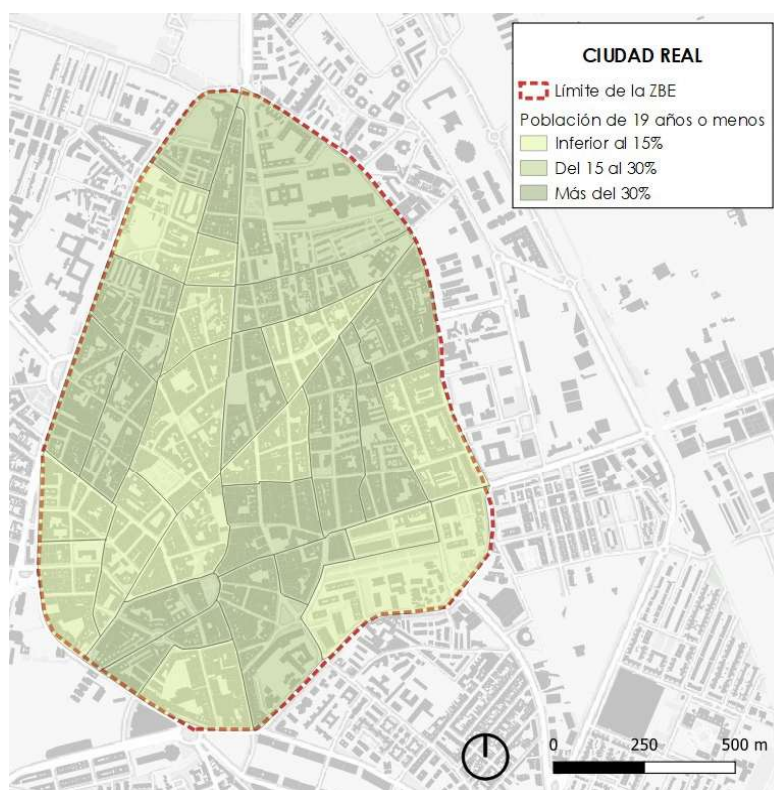 CIUDAD REAL
Límite de la ZBE
Población de 19 años o menos
Inferior al 15%
Del 15 al 30%
Más del 30%
0 250 500 m